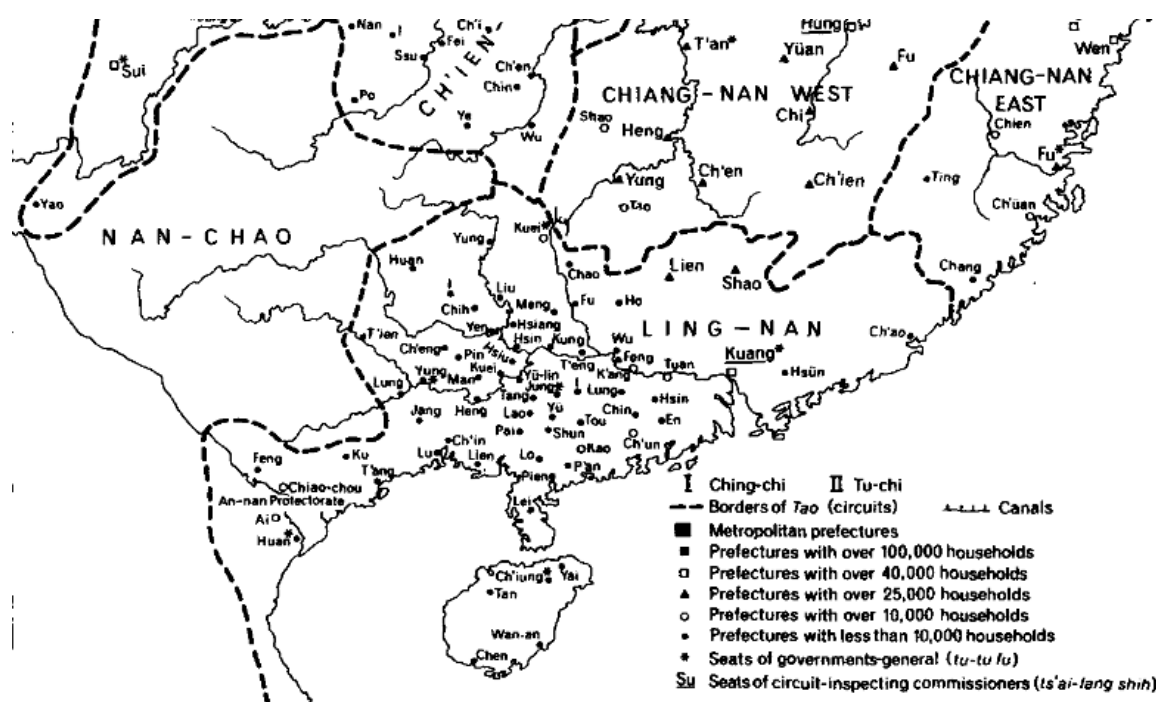 Nan
I
Ch'i
Fei
Ssu
Hung
Wen
Sui
T'an*
Yüan
Fu
Ch'en
Chin
CH'IEN
CHIANG-NAN WEST
CHIANG-NAN
EAST
Po
Ye
Wu
Shao
Heng
Chi
Chien
Fu*
Yao
Yung
Ch'en
Ch'ien
Ting
Tao
Ch'üan
NAN-CHAO
Yung
Kuei*
Huan
Chao
Lien
Shao
Chang
I
Chih
Liu
Meng
Fu
Ho
LING-NAN
Ch'ao
T'ien
Yen
Hsiang
Hsin
Kung
Wu
Ch'eng
Pin
Hsiu
T'eng
Feng
Kuang*
Yung
Man
Kuei
Yü-lin
K'ang
Tuan
Hsün
Lung
Jung*
I
Lung
Heng
Tang
Hsin
Jang
Lao
Yü
Tou
Chin
En
Pai
Shun
Ch'in
Kao
Ch'un
Feng
Ku
Lu
Lien
Lo
P'an
T'ang
Pien
Chiao-chou
An-nan Protectorate
Lei
Ai
Huan
Ch'iung
Yai
Tan
Wan-an
Chen
I Ching-chi II Tu-chi
Borders of Tao (circuits) Canals
Metropolitan prefectures
Prefectures with over 100,000 households
Prefectures with over 40,000 households
Prefectures with over 25,000 households
Prefectures with over 10,000 households
Prefectures with less than 10,000 households
* Seats of governments-general (tu-tu fu)
Su Seats of circuit-inspecting commissioners (ts'ai-fang shih)